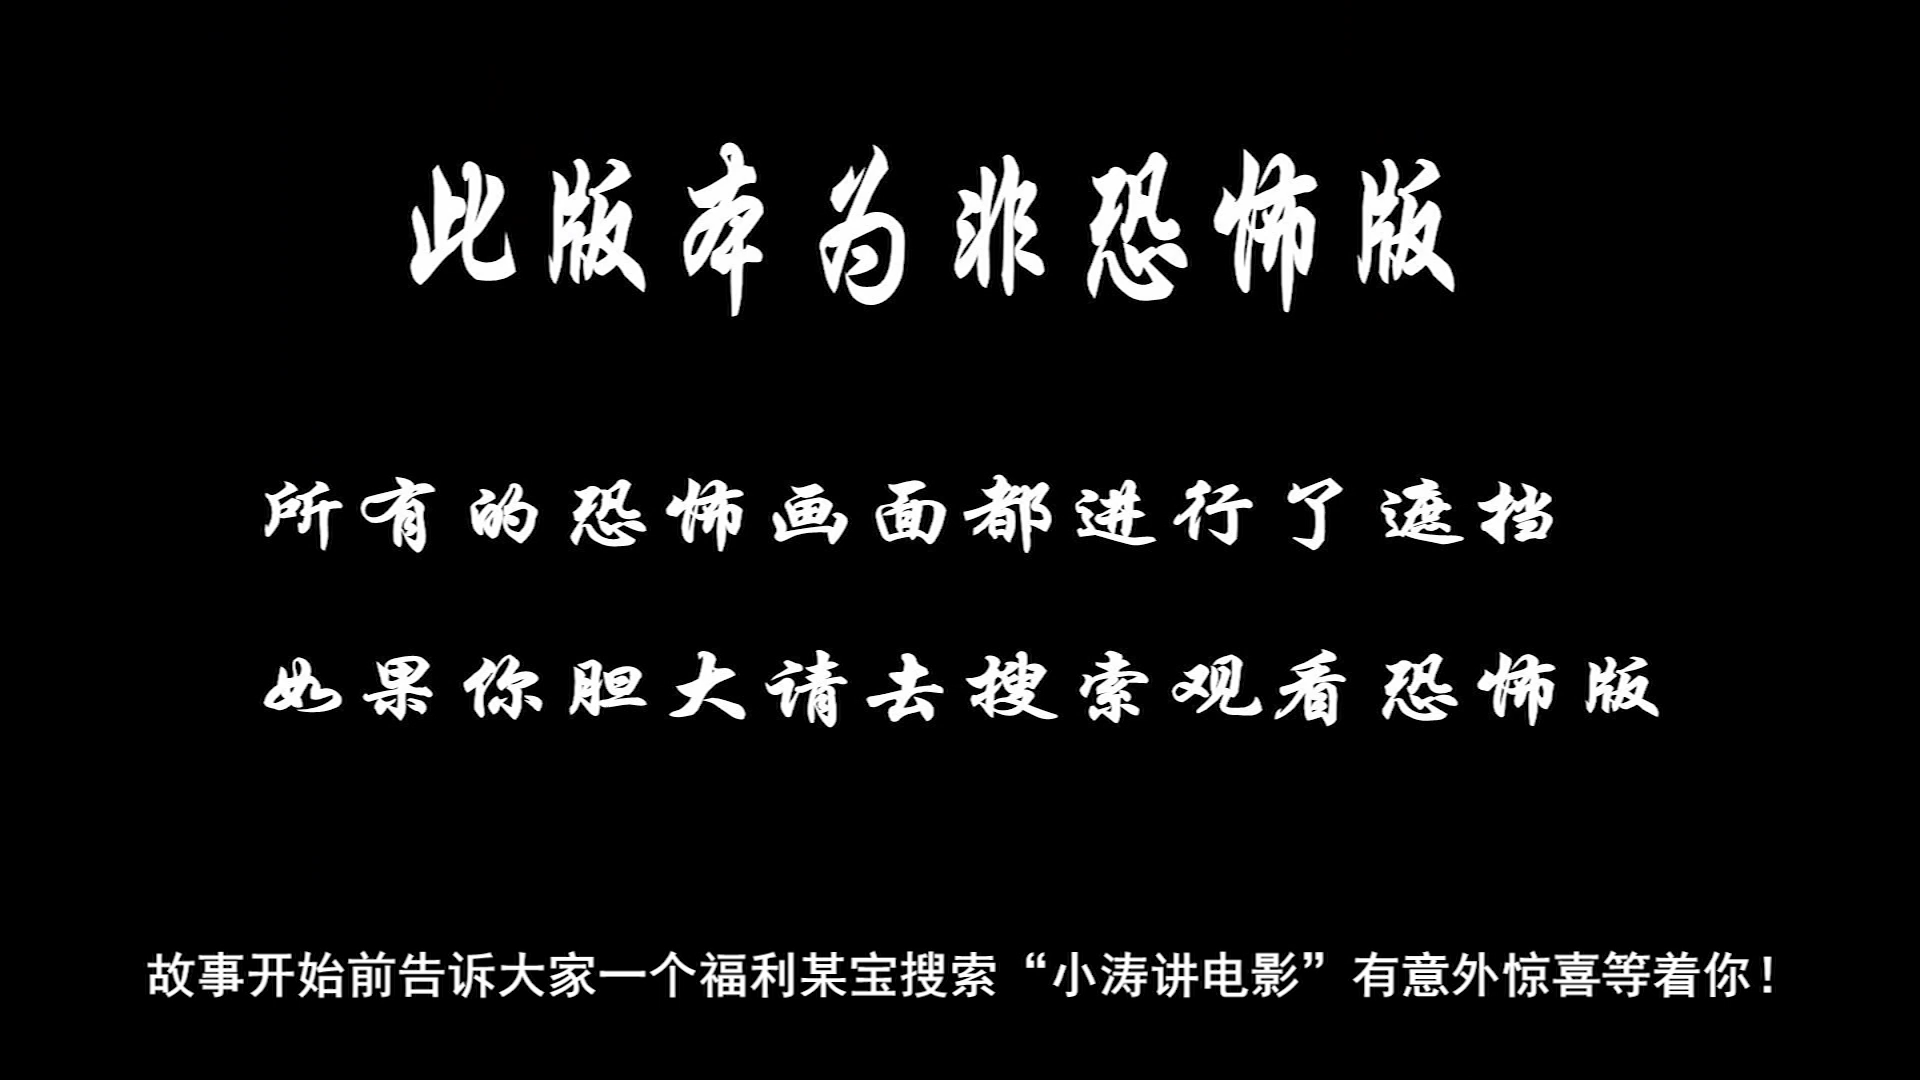 此版本为非恐怖版
所有的恐怖画面都进行了遮挡
如果你胆大请去搜索观看恐怖版
故事开始前告诉大家一个福利某宝搜索“小涛讲电影”有意外惊喜等着你！